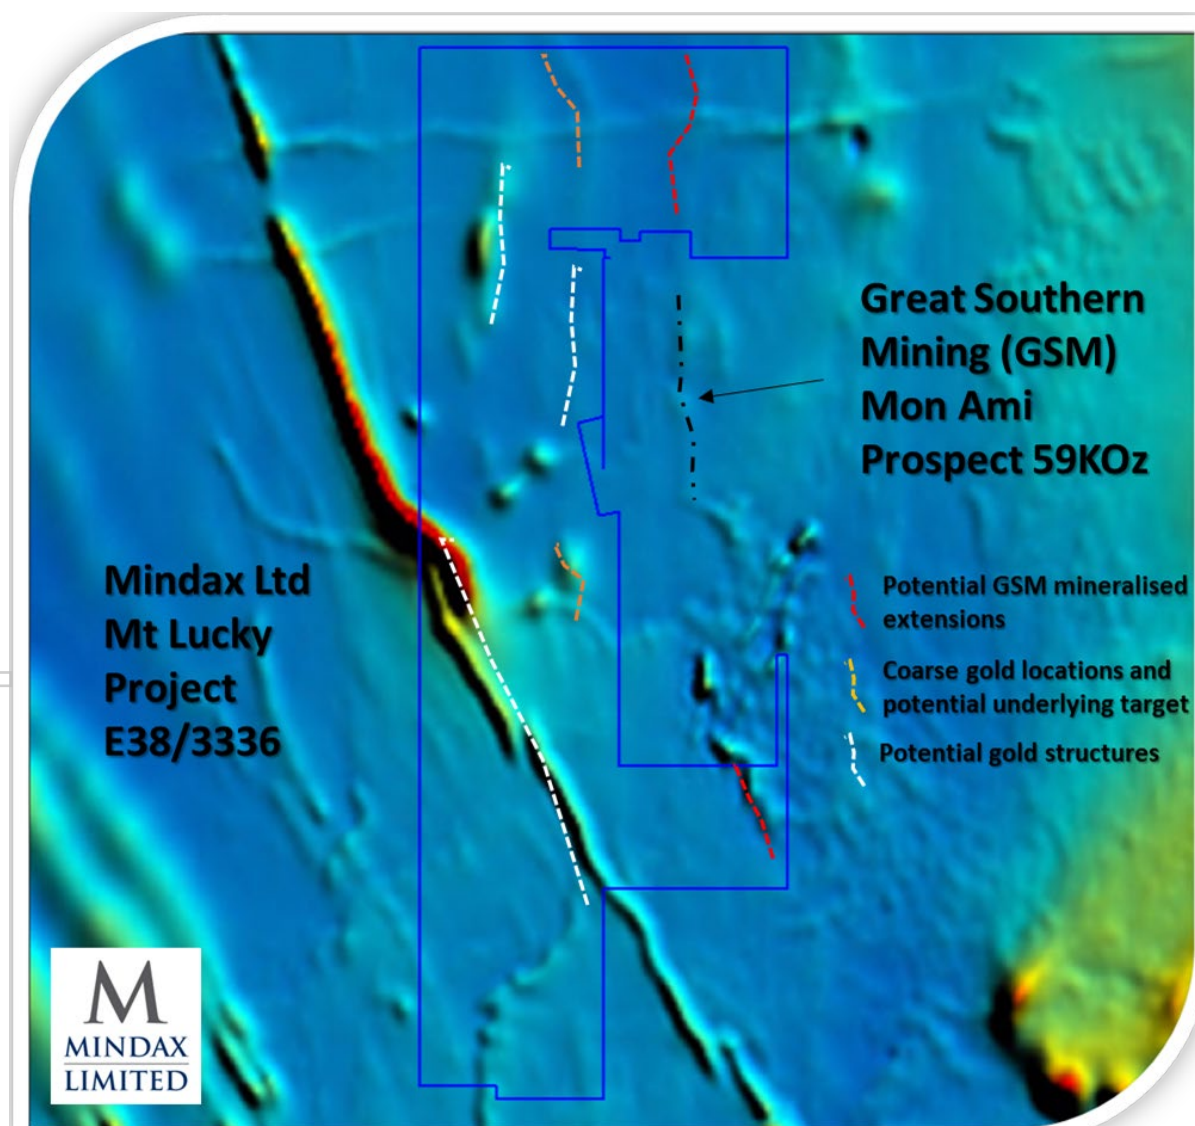 Great Southern
Mining (GSM)
Mon Ami
Prospect 59KOz
Mindax Ltd
Mt Lucky
Project
E38/3336
Potential GSM mineralised
extensions
Coarse gold locations and
potential underlying target
Potential gold structures
M
MINDAX
LIMITED